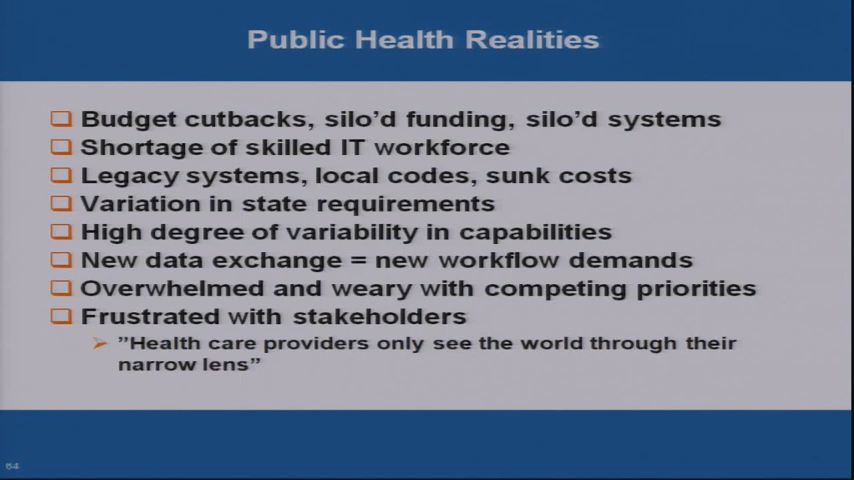 Public Health Realities
Budget cutbacks, silo’d funding, silo’d systems
Shortage of skilled IT workforce
Legacy systems, local codes, sunk costs
Variation in state requirements
High degree of variability in capabilities
New data exchange = new workflow demands
Overwhelmed and weary with competing priorities
Frustrated with stakeholders
”Health care providers only see the world through their
narrow lens”
64